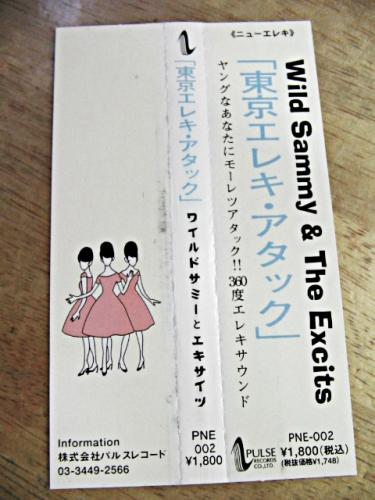 《ニューエレキ》
Wild Sammy & The Excits
「東京エレキ・アタック」
ヤングなあなたにモーレツアタック!!360度エレキサウンド
PULSE
RECORDS
CO.,LTD.
PNE-002
¥1,800(税込)
(税抜価格¥1,748)
「東京エレキ・アタック」
ワイルドサミーとエキサイツ
PNE
002
¥1,800
Information
株式会社パルスレコード
03-3449-2566